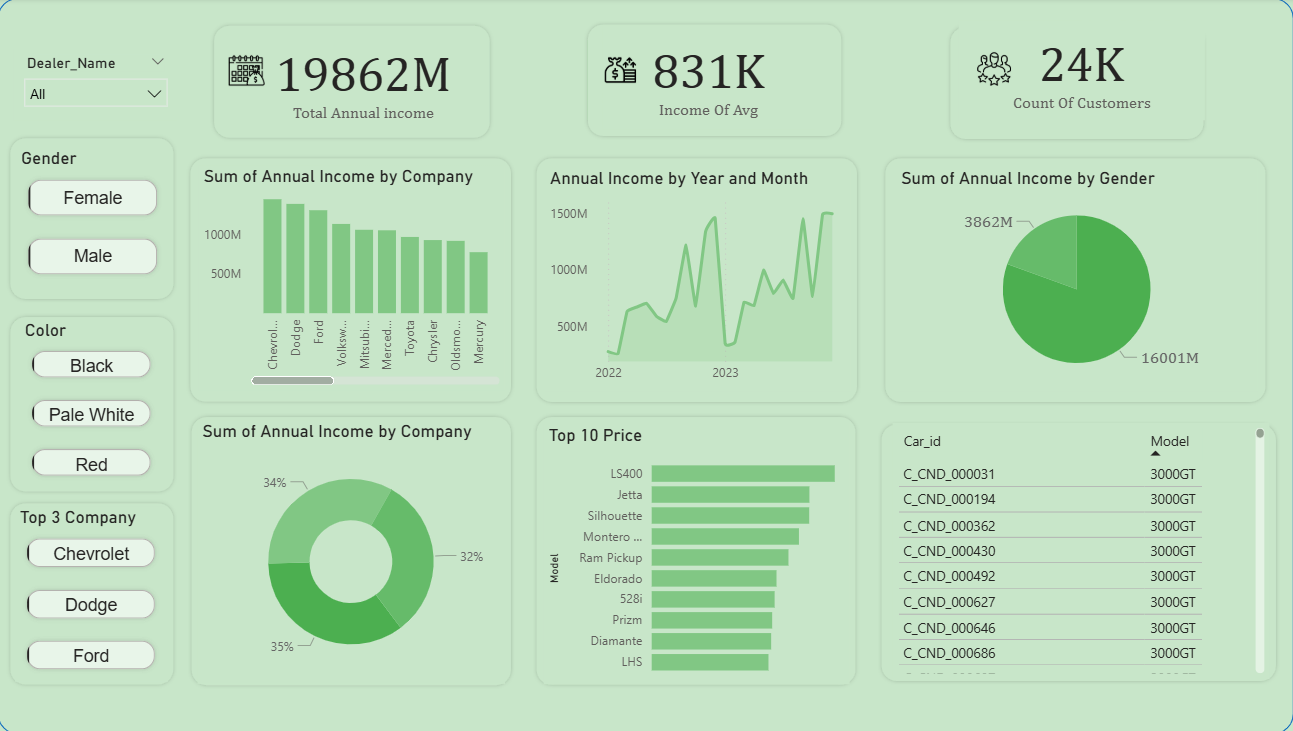 Dealer_Name
All
19862M
Total Annual income
831K
Income Of Avg
24K
Count Of Customers
Gender
Female
Male
Color
Black
Pale White
Red
Top 3 Company
Chevrolet
Dodge
Ford
Sum of Annual Income by Company
1000M
500M
Chevrol...
Dodge
Ford
Volksw...
Mitsubi...
Merced...
Toyota
Chrysler
Oldsmo...
Mercury
Annual Income by Year and Month
1500M
1000M
500M
2022
2023
Sum of Annual Income by Gender
3862M
16001M
Sum of Annual Income by Company
34%
32%
35%
Top 10 Price
Model
LS400
Jetta
Silhouette
Montero ...
Ram Pickup
Eldorado
528i
Prizm
Diamante
LHS
Car_id Model
C_CND_000031 3000GT
C_CND_000194 3000GT
C_CND_000362 3000GT
C_CND_000430 3000GT
C_CND_000492 3000GT
C_CND_000627 3000GT
C_CND_000646 3000GT
C_CND_000686 3000GT